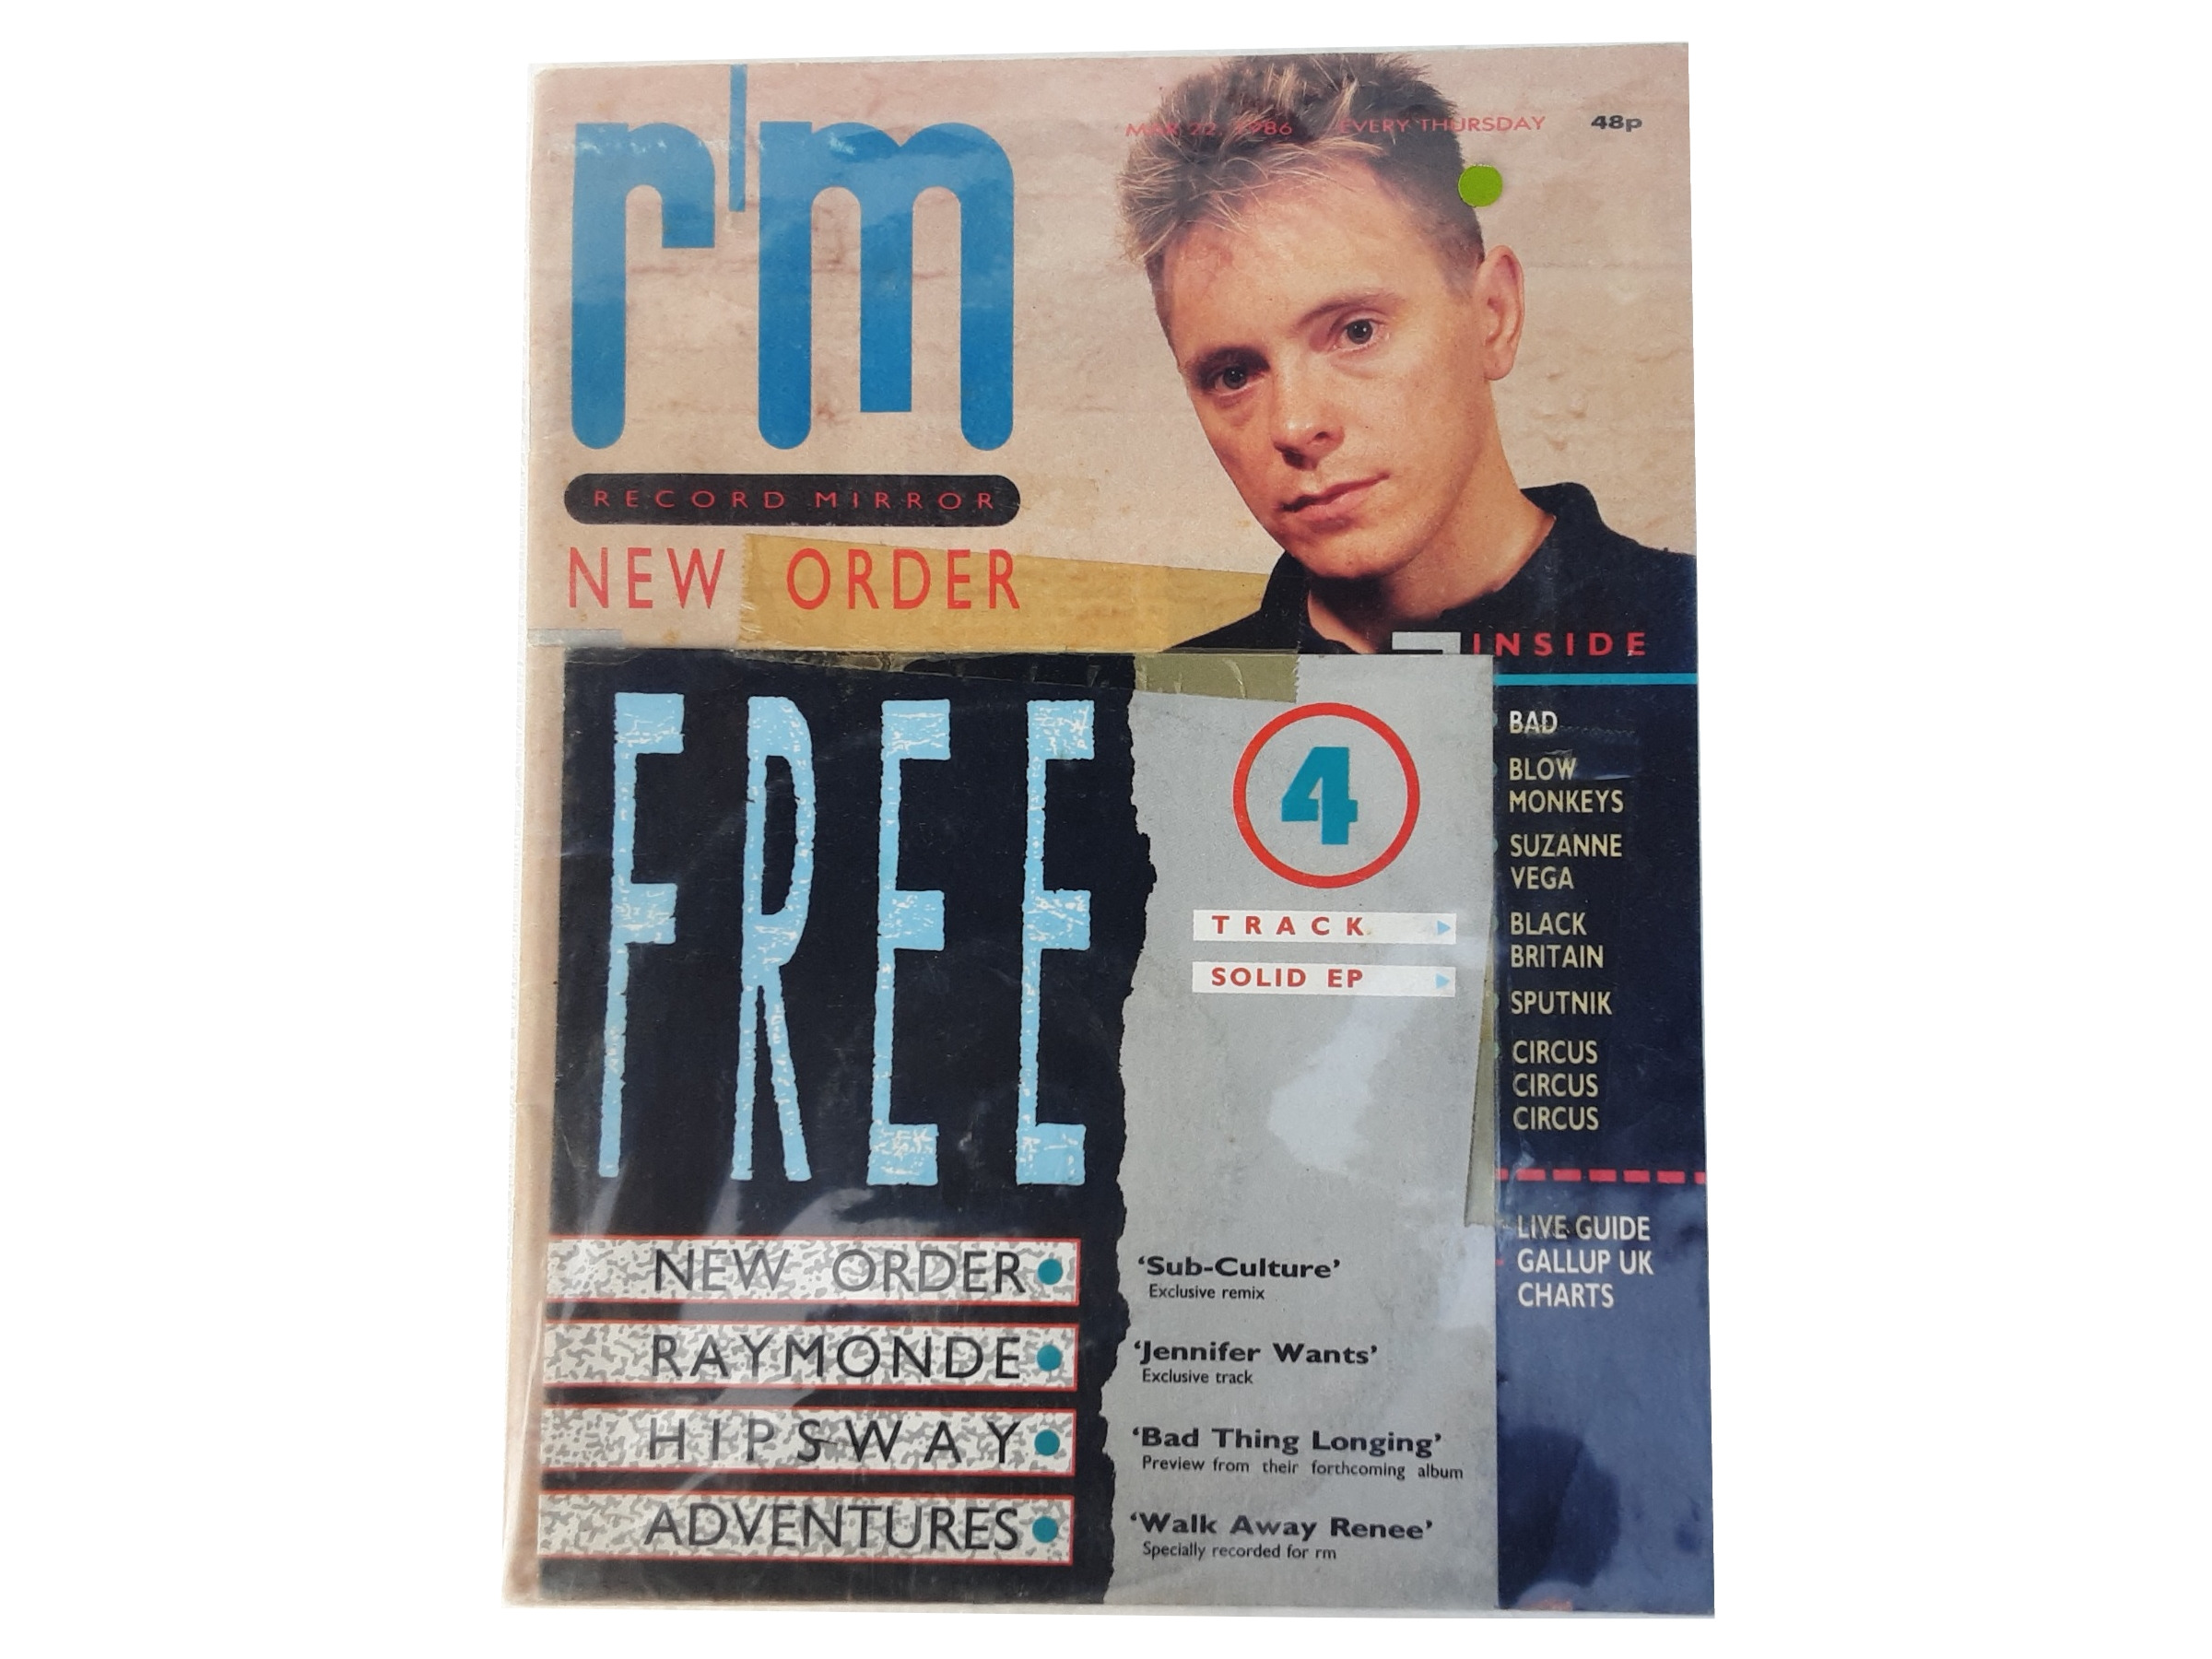 r'm
MAR 22, 1986 EVERY THURSDAY 48p
RECORD MIRROR
NEW ORDER
INSIDE
BAD
BLOW
MONKEYS
SUZANNE
VEGA
BLACK
BRITAIN
SPUTNIK
CIRCUS
CIRCUS
CIRCUS
LIVE GUIDE
GALLUP UK
CHARTS
FREE
4
TRACK
SOLID EP
NEW ORDER
‘Sub-Culture’
Exclusive remix
RAYMONDE
‘Jennifer Wants’
Exclusive track
HIPSWAY
‘Bad Thing Longing’
Preview from their forthcoming album
ADVENTURES
‘Walk Away Renee’
Specially recorded for rm